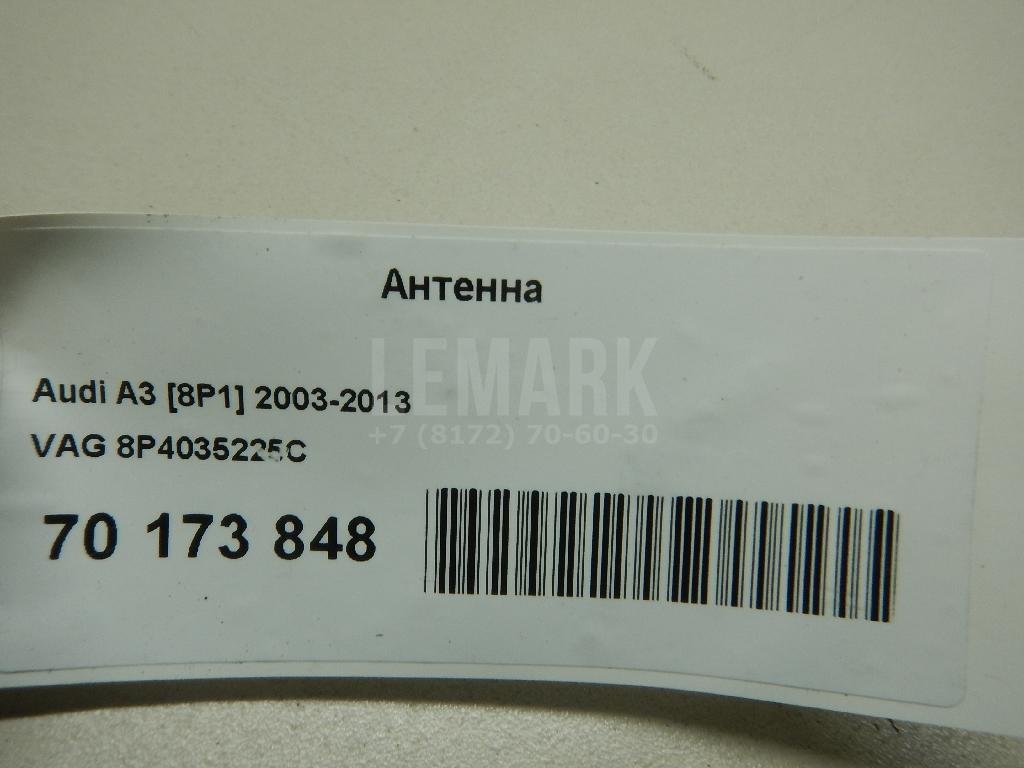 Антенна
LEMARK
Audi A3 [8P1] 2003-2013
+7 (8172) 70-60-30
VAG 8P4035225C
70 173 848